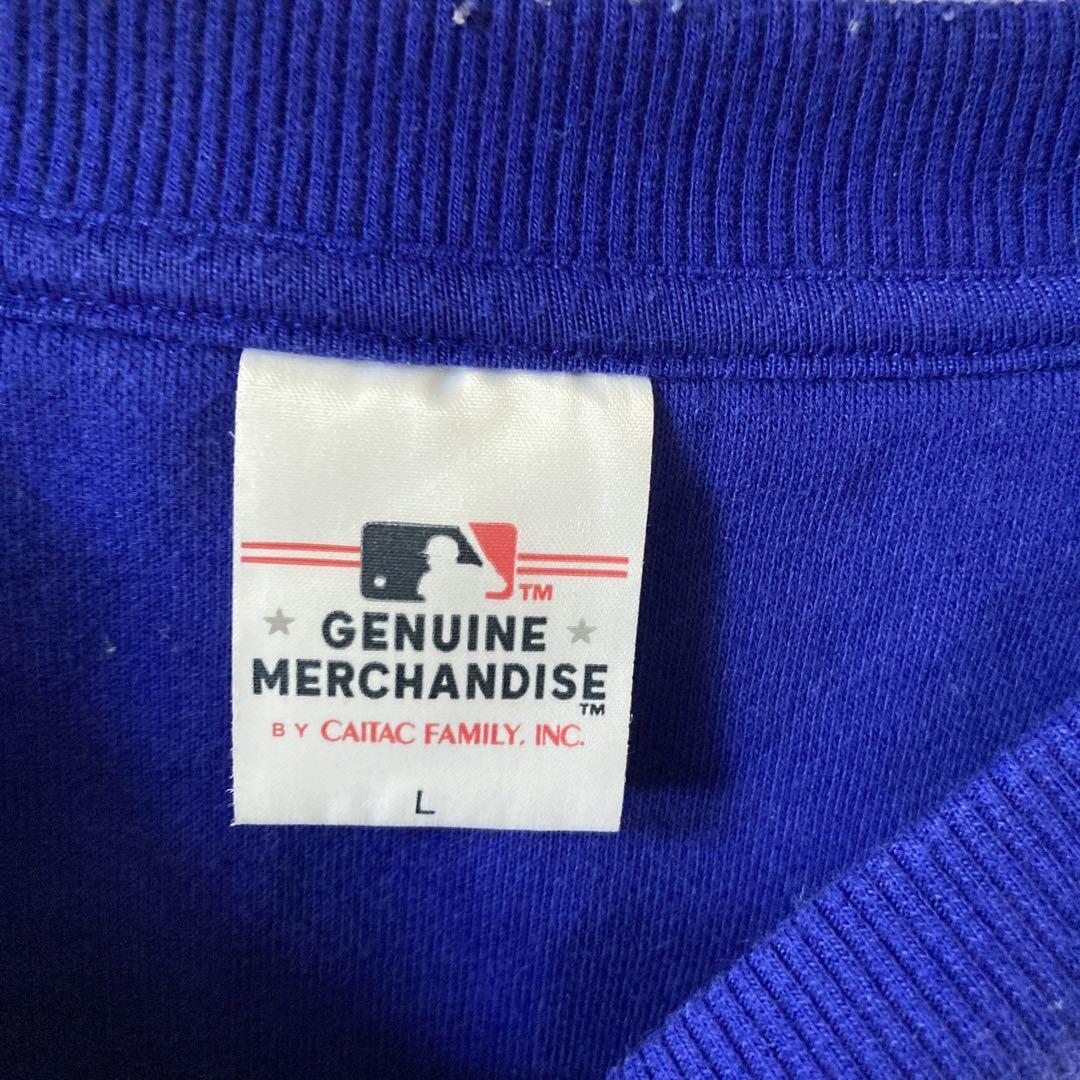 TM
GENUINE
MERCHANDISE
TM
BY CAITAC FAMILY, INC.
L